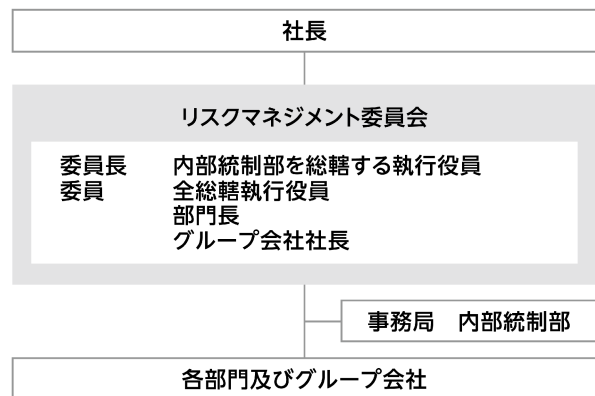 社長
リスクマネジメント委員会
委員長　内部統制部を総轄する執行役員
委員　全総轄執行役員
部門長
グループ会社社長
事務局　内部統制部
各部門及びグループ会社